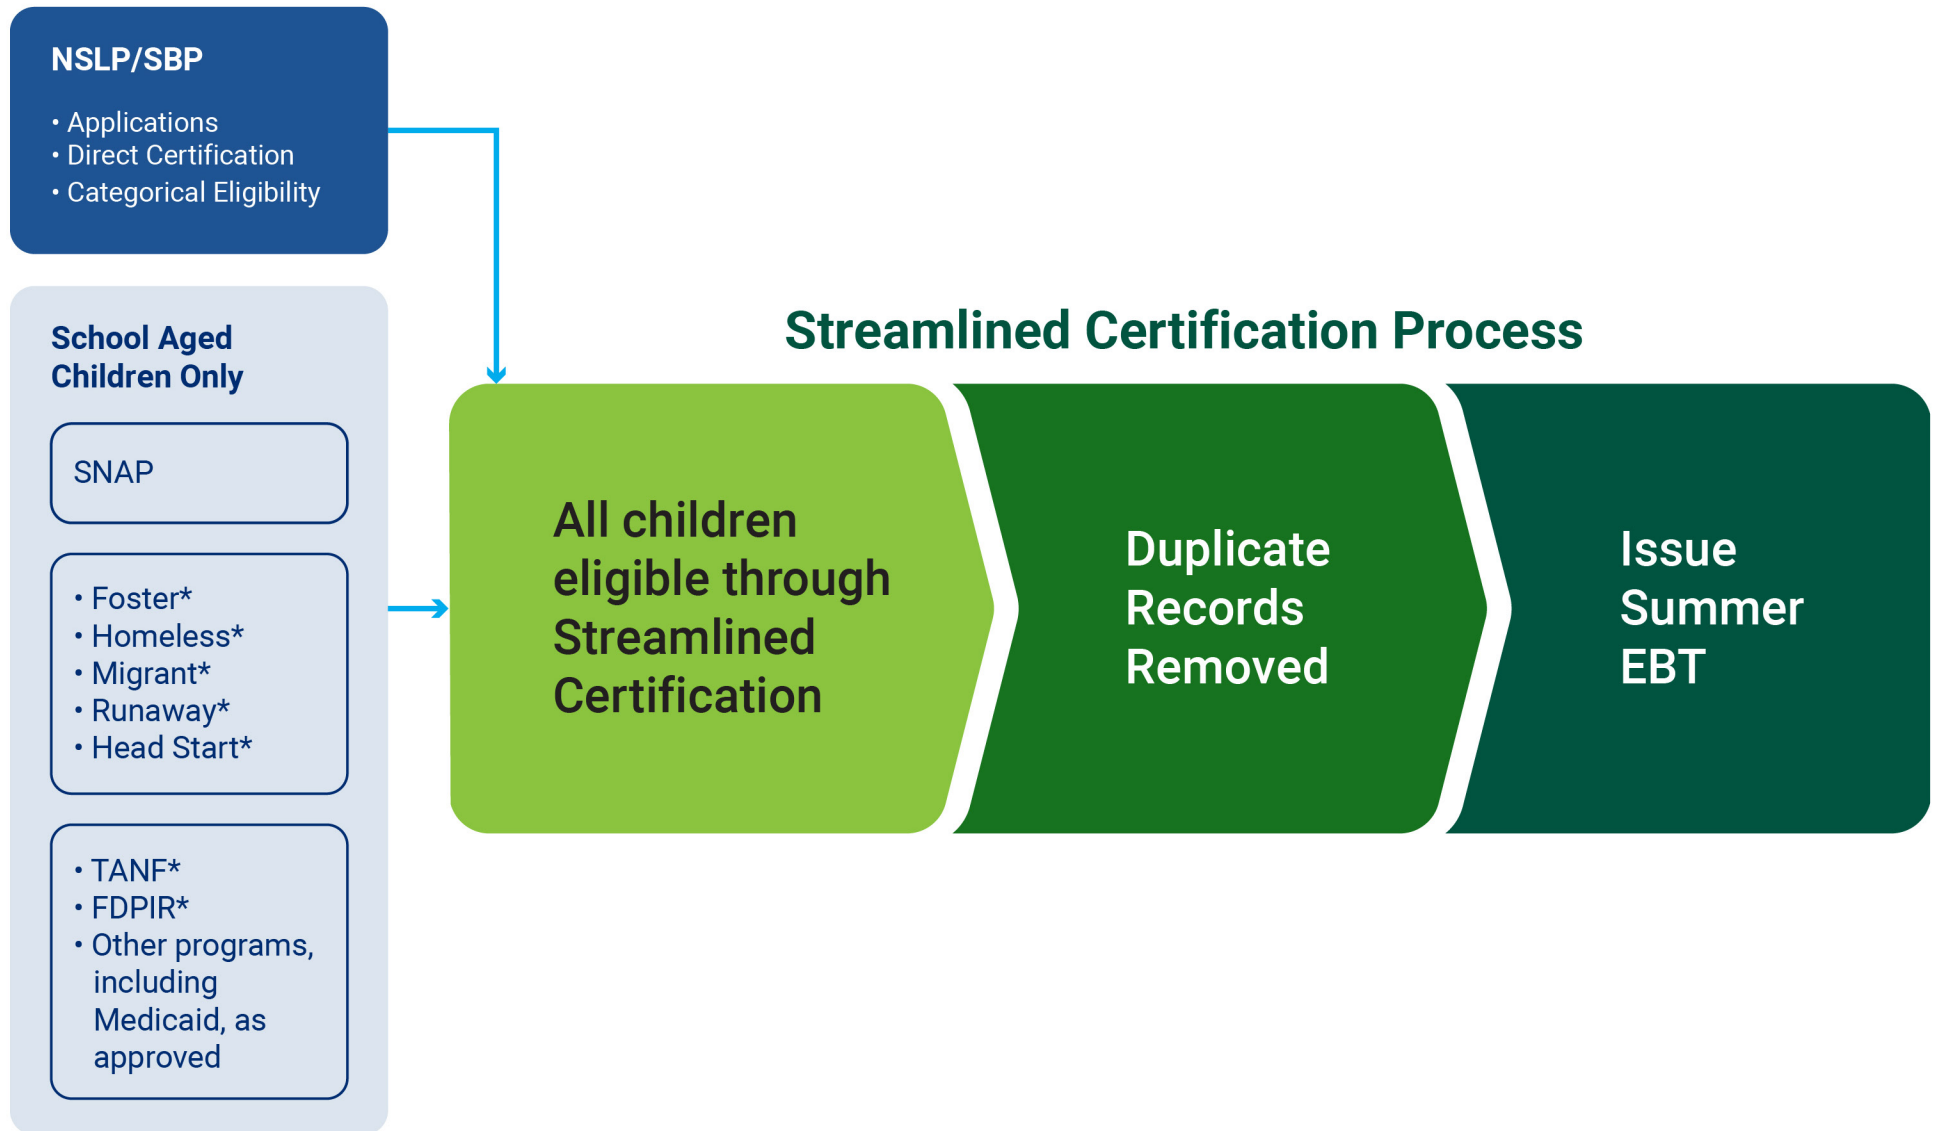 NSLP/SBP
• Applications
• Direct Certification
• Categorical Eligibility
School Aged
Children Only
SNAP
• Foster*
• Homeless*
• Migrant*
• Runaway*
• Head Start*
• TANF*
• FDPIR*
• Other programs,
including
Medicaid, as
approved
Streamlined Certification Process
All children
eligible through
Streamlined
Certification
Duplicate
Records
Removed
Issue
Summer
EBT